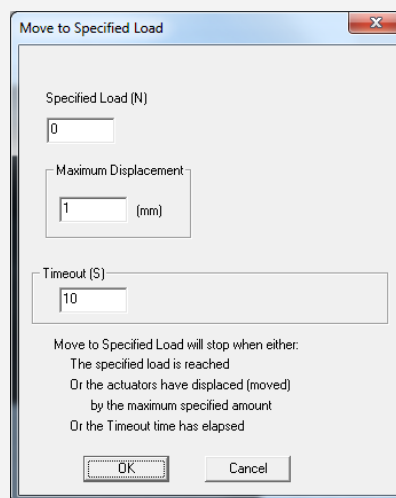 Move to Specified Load
Specified Load (N)
0
Maximum Displacement
1 (mm)
Timeout (S)
10
Move to Specified Load will stop when either:
The specified load is reached
Or the actuators have displaced (moved)
by the maximum specified amount
Or the Timeout time has elapsed
OK Cancel